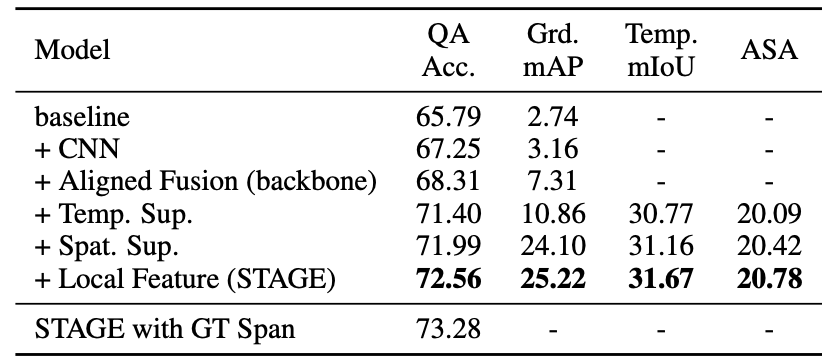 Model QA Acc. Grd. mAP Temp. mIoU ASA
baseline 65.79 2.74 - -
+ CNN 67.25 3.16 - -
+ Aligned Fusion (backbone) 68.31 7.31 - -
+ Temp. Sup. 71.40 10.86 30.77 20.09
+ Spat. Sup. 71.99 24.10 31.16 20.42
+ Local Feature (STAGE) 72.56 25.22 31.67 20.78
STAGE with GT Span 73.28 - - -